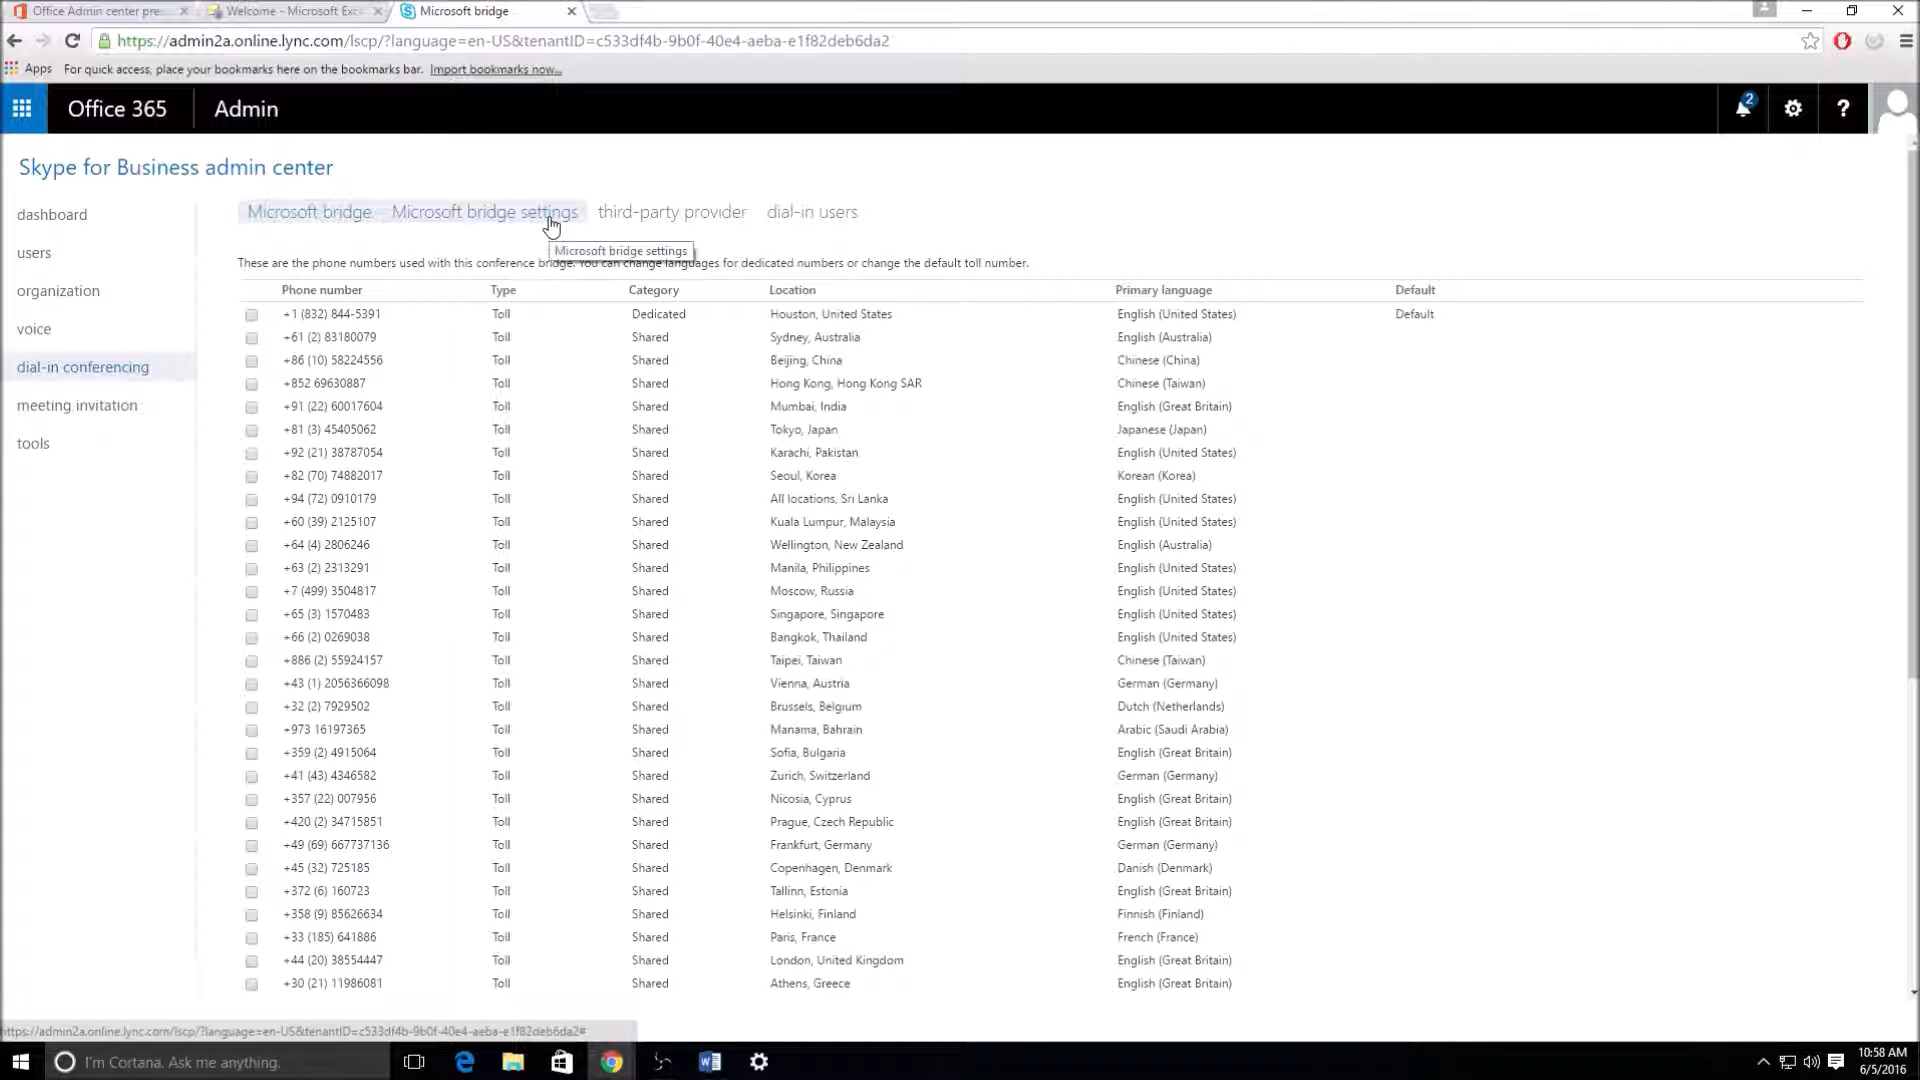 Office Admin center pre...
Welcome - Microsoft Exc...
Microsoft bridge
https://admin2a.online.lync.com/lscp/?language=en-US&tenantID=c533df4b-9b0f-40e4-aeba-e1f82deb6da2
Apps For quick access, place your bookmarks here on the bookmarks bar. Import bookmarks now...
Office 365 Admin 2 ?
Skype for Business admin center
dashboard
users
organization
voice
dial-in conferencing
meeting invitation
tools
Microsoft bridge Microsoft bridge settings third-party provider dial-in users
Microsoft bridge settings
These are the phone numbers used with this conference bridge. You can change languages for dedicated numbers or change the default toll number.
Phone number Type Category Location Primary language Default
+1 (832) 844-5391 Toll Dedicated Houston, United States English (United States) Default
+61 (2) 83180079 Toll Shared Sydney, Australia English (Australia)
+86 (10) 58224556 Toll Shared Beijing, China Chinese (China)
+852 69630887 Toll Shared Hong Kong, Hong Kong SAR Chinese (Taiwan)
+91 (22) 60017604 Toll Shared Mumbai, India English (Great Britain)
+81 (3) 45405062 Toll Shared Tokyo, Japan Japanese (Japan)
+92 (21) 38787054 Toll Shared Karachi, Pakistan English (United States)
+82 (70) 74882017 Toll Shared Seoul, Korea Korean (Korea)
+94 (72) 0910179 Toll Shared All locations, Sri Lanka English (United States)
+60 (39) 2125107 Toll Shared Kuala Lumpur, Malaysia English (United States)
+64 (4) 2806246 Toll Shared Wellington, New Zealand English (Australia)
+63 (2) 2313291 Toll Shared Manila, Philippines English (United States)
+7 (499) 3504817 Toll Shared Moscow, Russia English (United States)
+65 (3) 1570483 Toll Shared Singapore, Singapore English (United States)
+66 (2) 0269038 Toll Shared Bangkok, Thailand English (United States)
+886 (2) 55924157 Toll Shared Taipei, Taiwan Chinese (Taiwan)
+43 (1) 2056366098 Toll Shared Vienna, Austria German (Germany)
+32 (2) 7929502 Toll Shared Brussels, Belgium Dutch (Netherlands)
+973 16197365 Toll Shared Manama, Bahrain Arabic (Saudi Arabia)
+359 (2) 4915064 Toll Shared Sofia, Bulgaria English (Great Britain)
+41 (43) 4346582 Toll Shared Zurich, Switzerland German (Germany)
+357 (22) 007956 Toll Shared Nicosia, Cyprus English (Great Britain)
+420 (2) 34715851 Toll Shared Prague, Czech Republic English (Great Britain)
+49 (69) 667737136 Toll Shared Frankfurt, Germany German (Germany)
+45 (32) 725185 Toll Shared Copenhagen, Denmark Danish (Denmark)
+372 (6) 160723 Toll Shared Tallinn, Estonia English (Great Britain)
+358 (9) 85626634 Toll Shared Helsinki, Finland Finnish (Finland)
+33 (185) 641886 Toll Shared Paris, France French (France)
+44 (20) 38554447 Toll Shared London, United Kingdom English (Great Britain)
+30 (21) 11986081 Toll Shared Athens, Greece English (Great Britain)
https://admin2a.online.lync.com/lscp/?language=en-US&tenantID=c533df4b-9b0f-40e4-aeba-e1f82deb6da2#
I'm Cortana. Ask me anything.
10:58 AM
6/5/2016